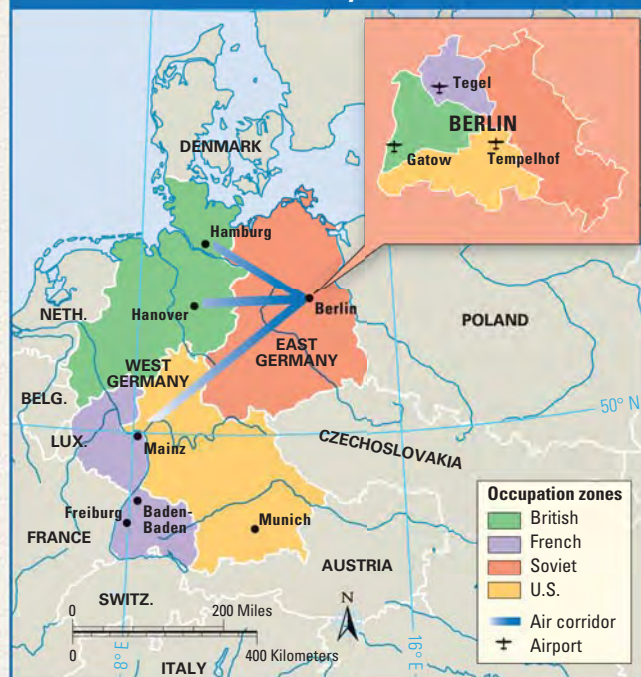 Tegel
BERLIN
Gatow
Tempelhof
DENMARK
Hamburg
Hanover
Berlin
NETH.
POLAND
EAST
GERMANY
WEST
GERMANY
BELG.
50° N
LUX.
Mainz
CZECHOSLOVAKIA
Freiburg
Baden-
Baden
Munich
FRANCE
AUSTRIA
SWITZ.
ITALY
N
0 200 Miles
0 400 Kilometers
8° E
16° E
Occupation zones
British
French
Soviet
U.S.
Air corridor
Airport